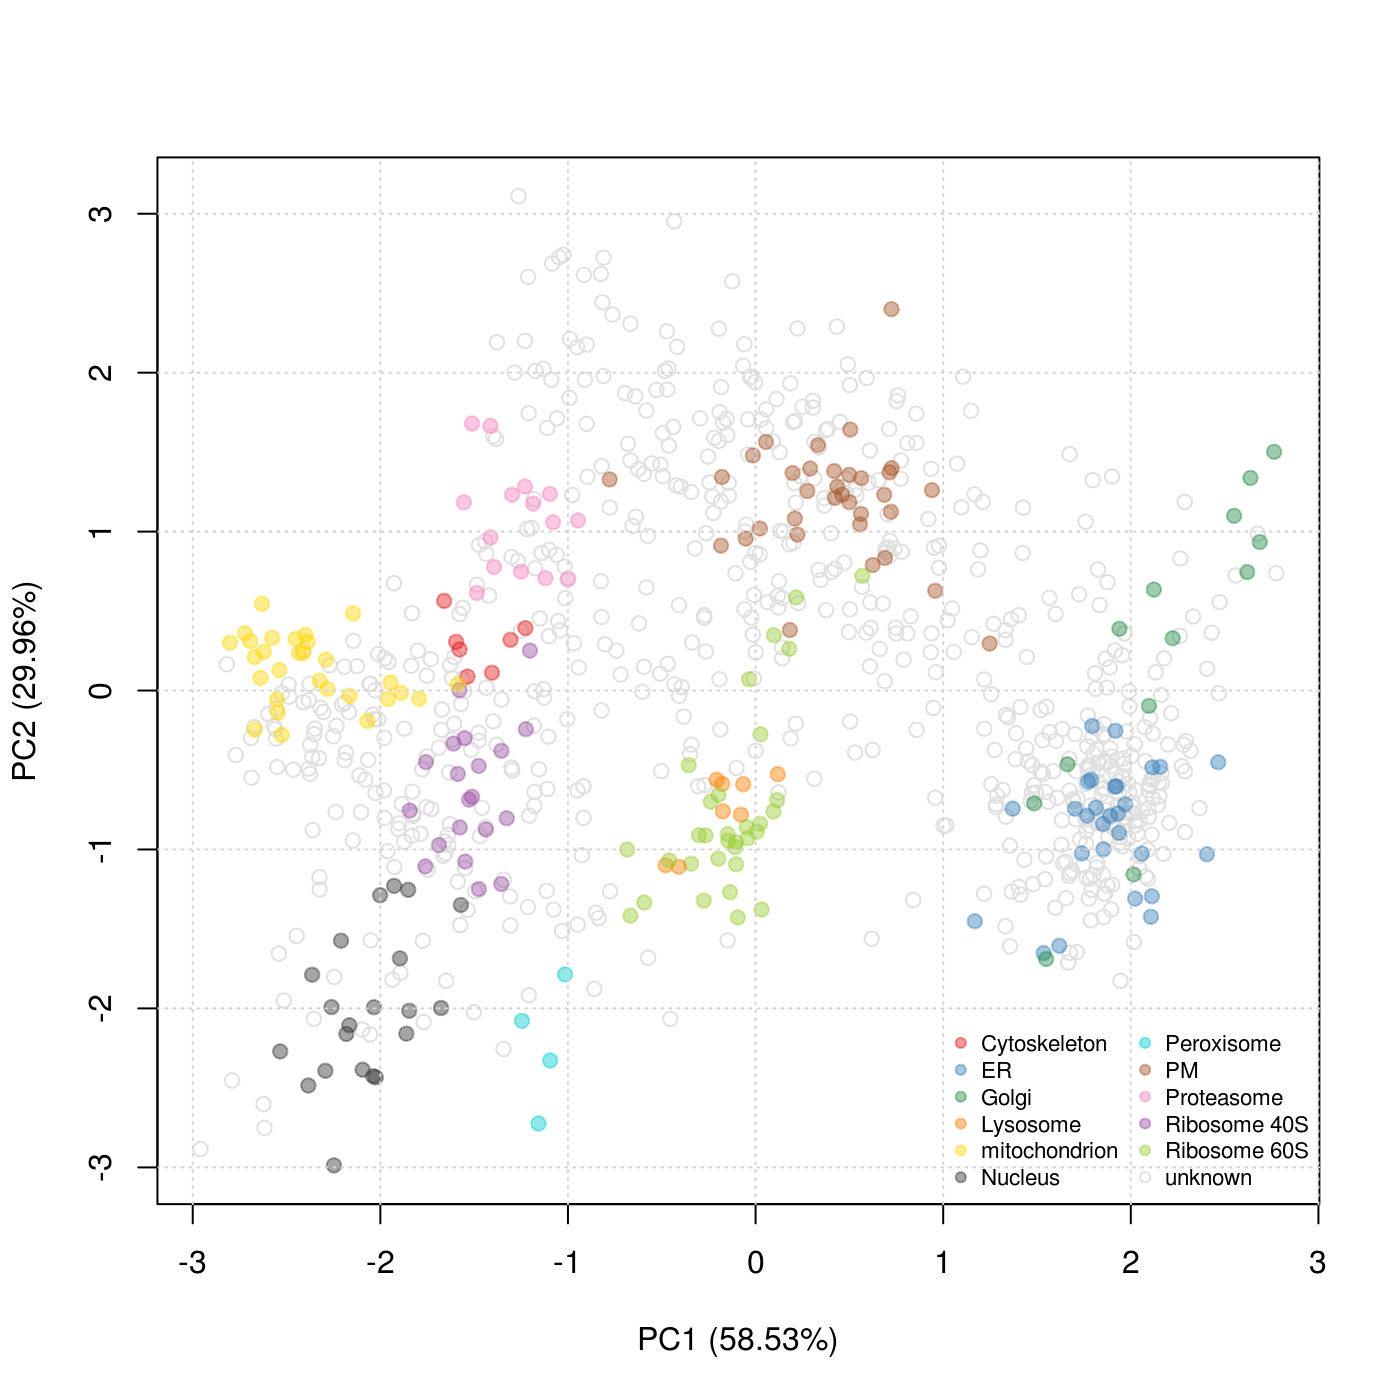 3
2
1
0
-1
-2
-3
PC2 (29.96%)
Cytoskeleton
ER
Golgi
Lysosome
mitochondrion
Nucleus
Peroxisome
PM
Proteasome
Ribosome 40S
Ribosome 60S
unknown
-3 -2 -1 0 1 2 3
PC1 (58.53%)